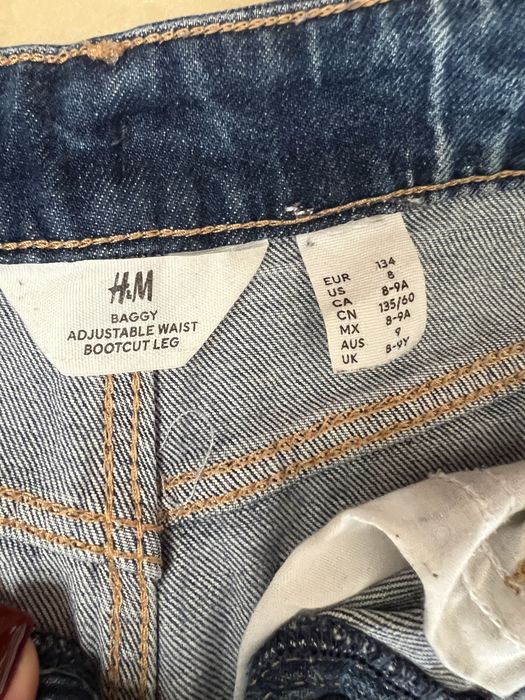 H&M
BAGGY
ADJUSTABLE WAIST
BOOTCUT LEG
EUR 134
US 8
CA 8-9A
CN 135/60
MX 8-9A
AUS 9
UK 8-9Y